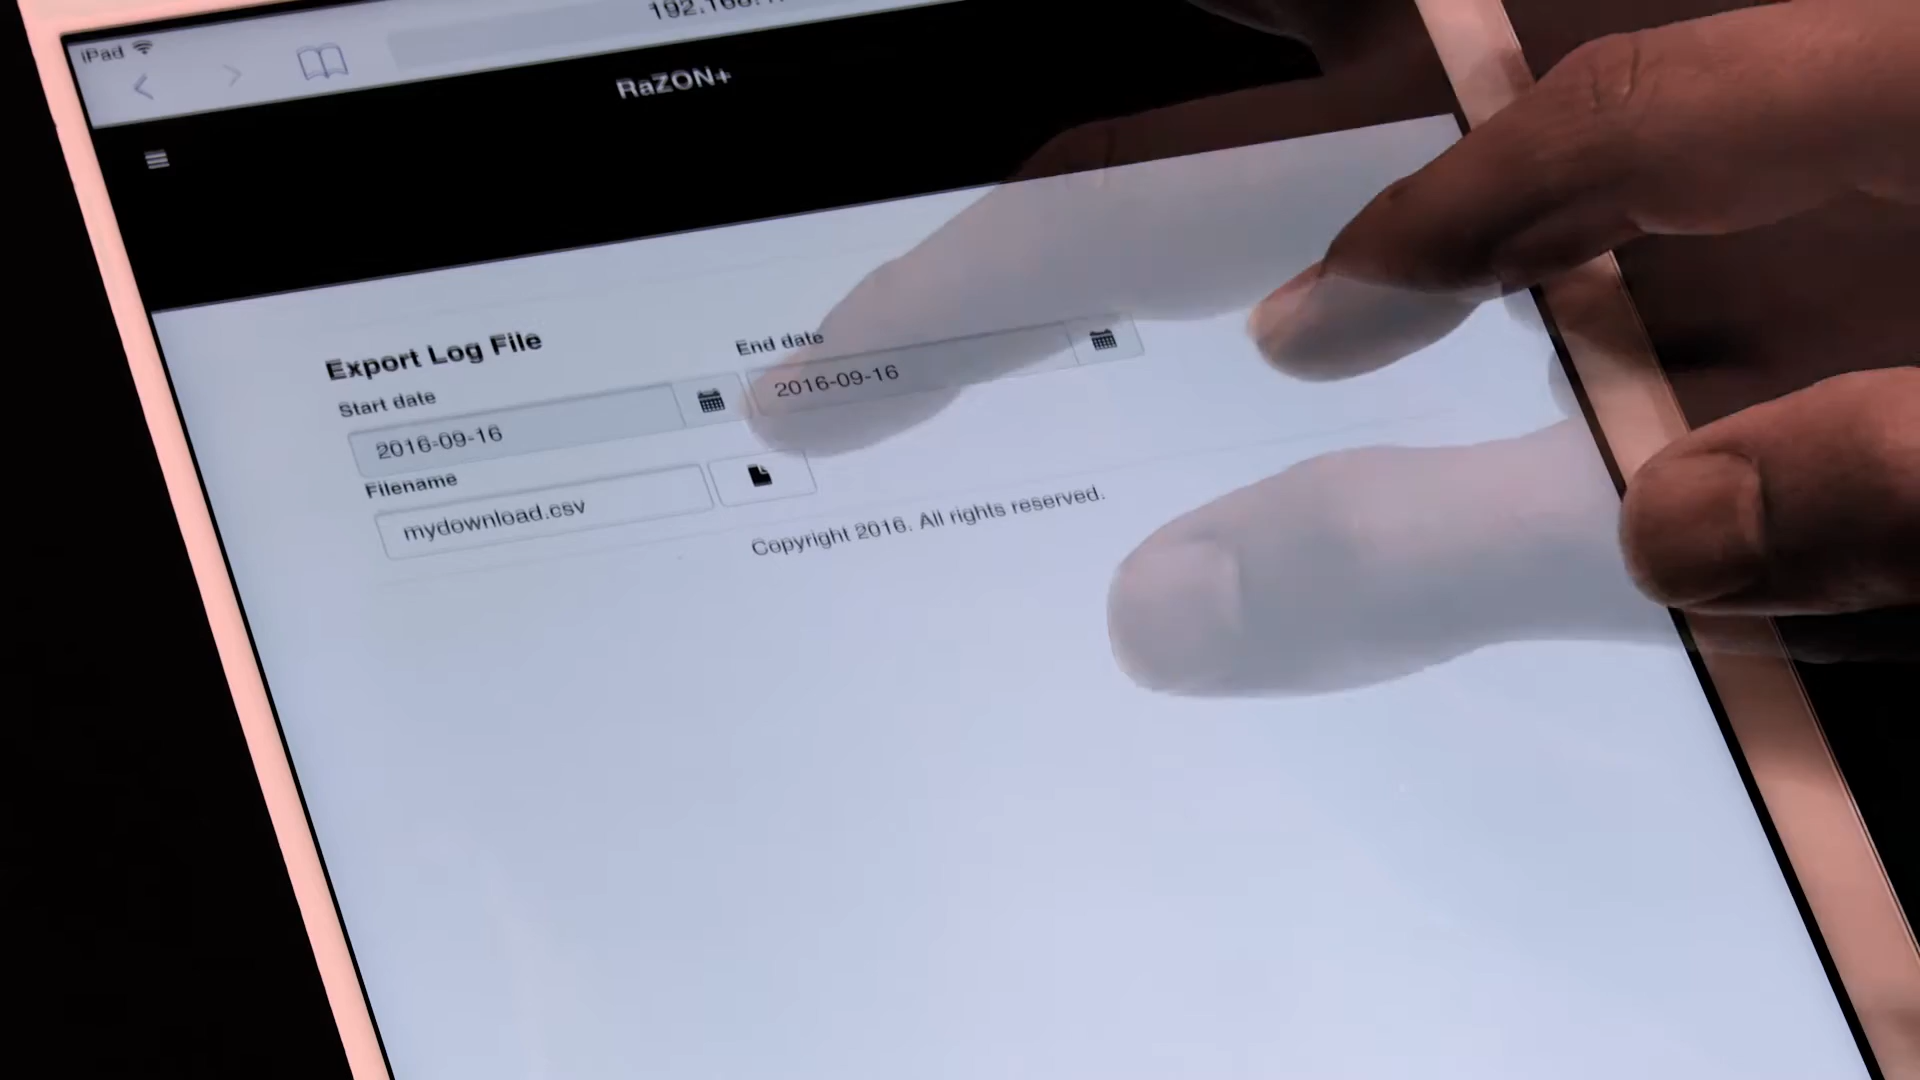 iPad
RaZON+
Export Log File
Start date
End date
2016-09-16
2016-09-16
Filename
mydownload.csv
Copyright 2016. All rights reserved.